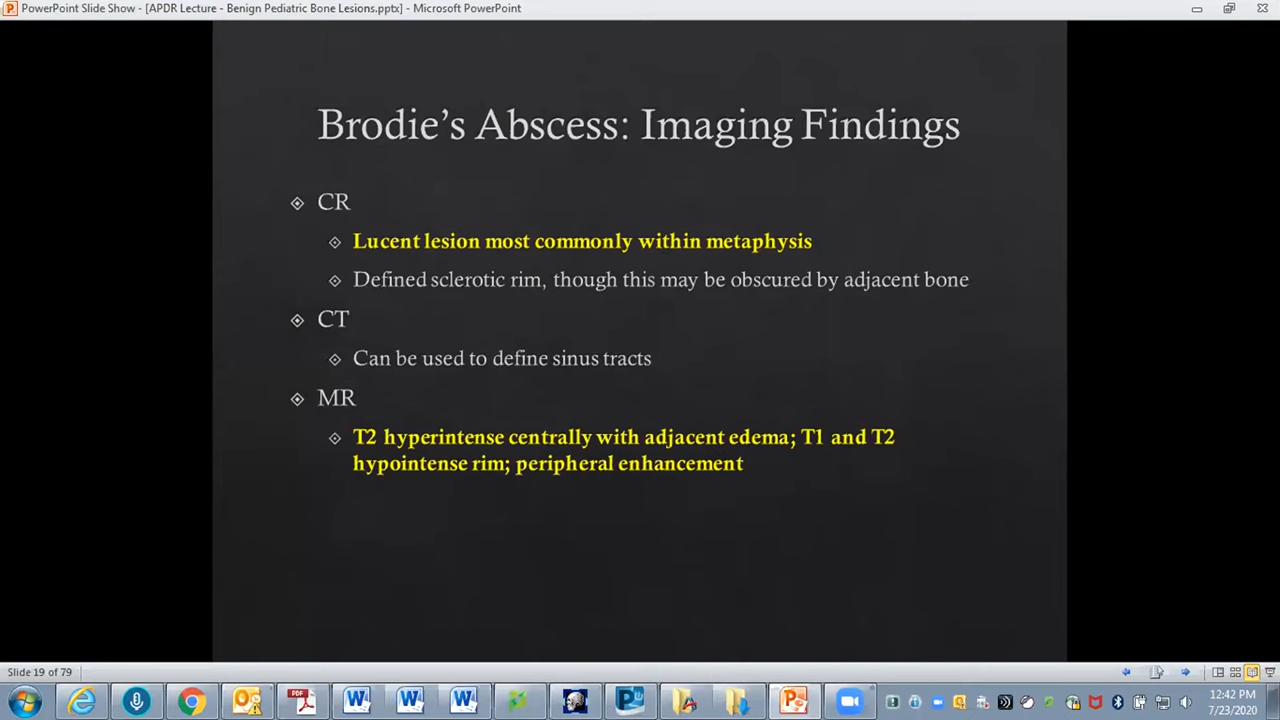 PowerPoint Slide Show - [APDR Lecture - Benign Pediatric Bone Lesions.pptx] - Microsoft PowerPoint
Brodie's Abscess: Imaging Findings
CR
Lucent lesion most commonly within metaphysis
Defined sclerotic rim, though this may be obscured by adjacent bone
CT
Can be used to define sinus tracts
MR
T2 hyperintense centrally with adjacent edema; T1 and T2
hypointense rim; peripheral enhancement
Slide 19 of 79
12:42 PM
7/23/2020